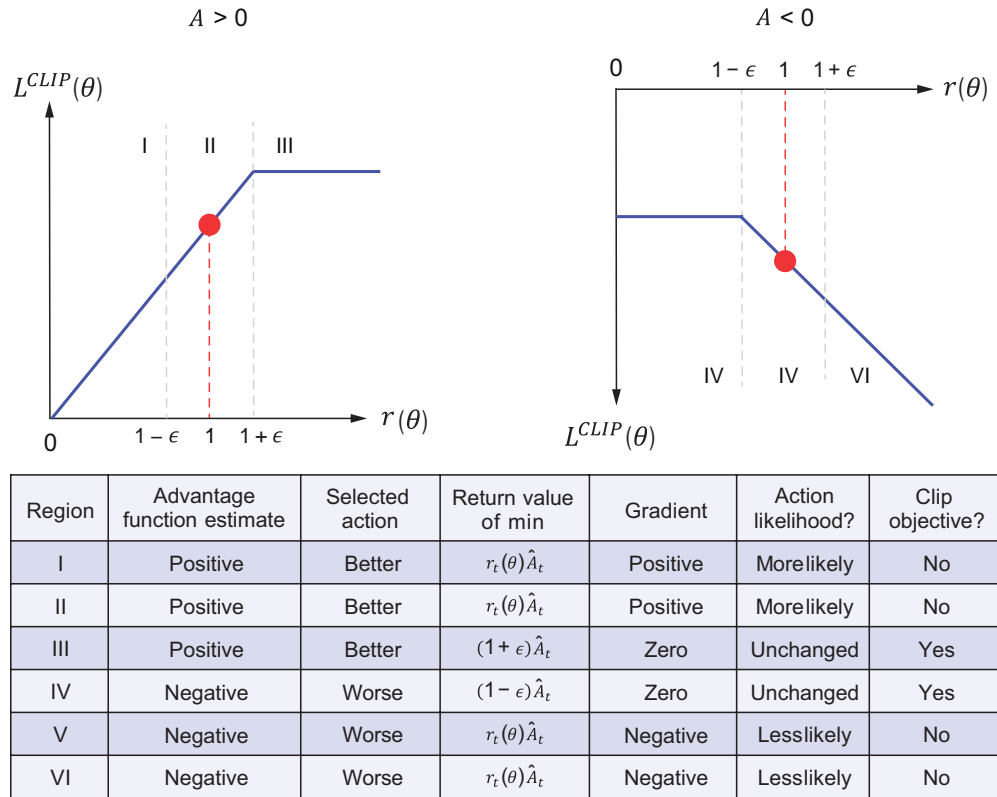 A > 0
A < 0
L^{CLIP}(θ)
I II III
0 1 − ϵ 1 1 + ϵ r(θ)
0 1 − ϵ 1 1 + ϵ r(θ)
IV IV VI
L^{CLIP}(θ)
Region Advantage function estimate Selected action Return value of min Gradient Action likelihood? Clip objective?
I Positive Better r_t(θ)Â_t Positive Morelikely No
II Positive Better r_t(θ)Â_t Positive Morelikely No
III Positive Better (1 + ϵ)Â_t Zero Unchanged Yes
IV Negative Worse (1 − ϵ)Â_t Zero Unchanged Yes
V Negative Worse r_t(θ)Â_t Negative Lesslikely No
VI Negative Worse r_t(θ)Â_t Negative Lesslikely No